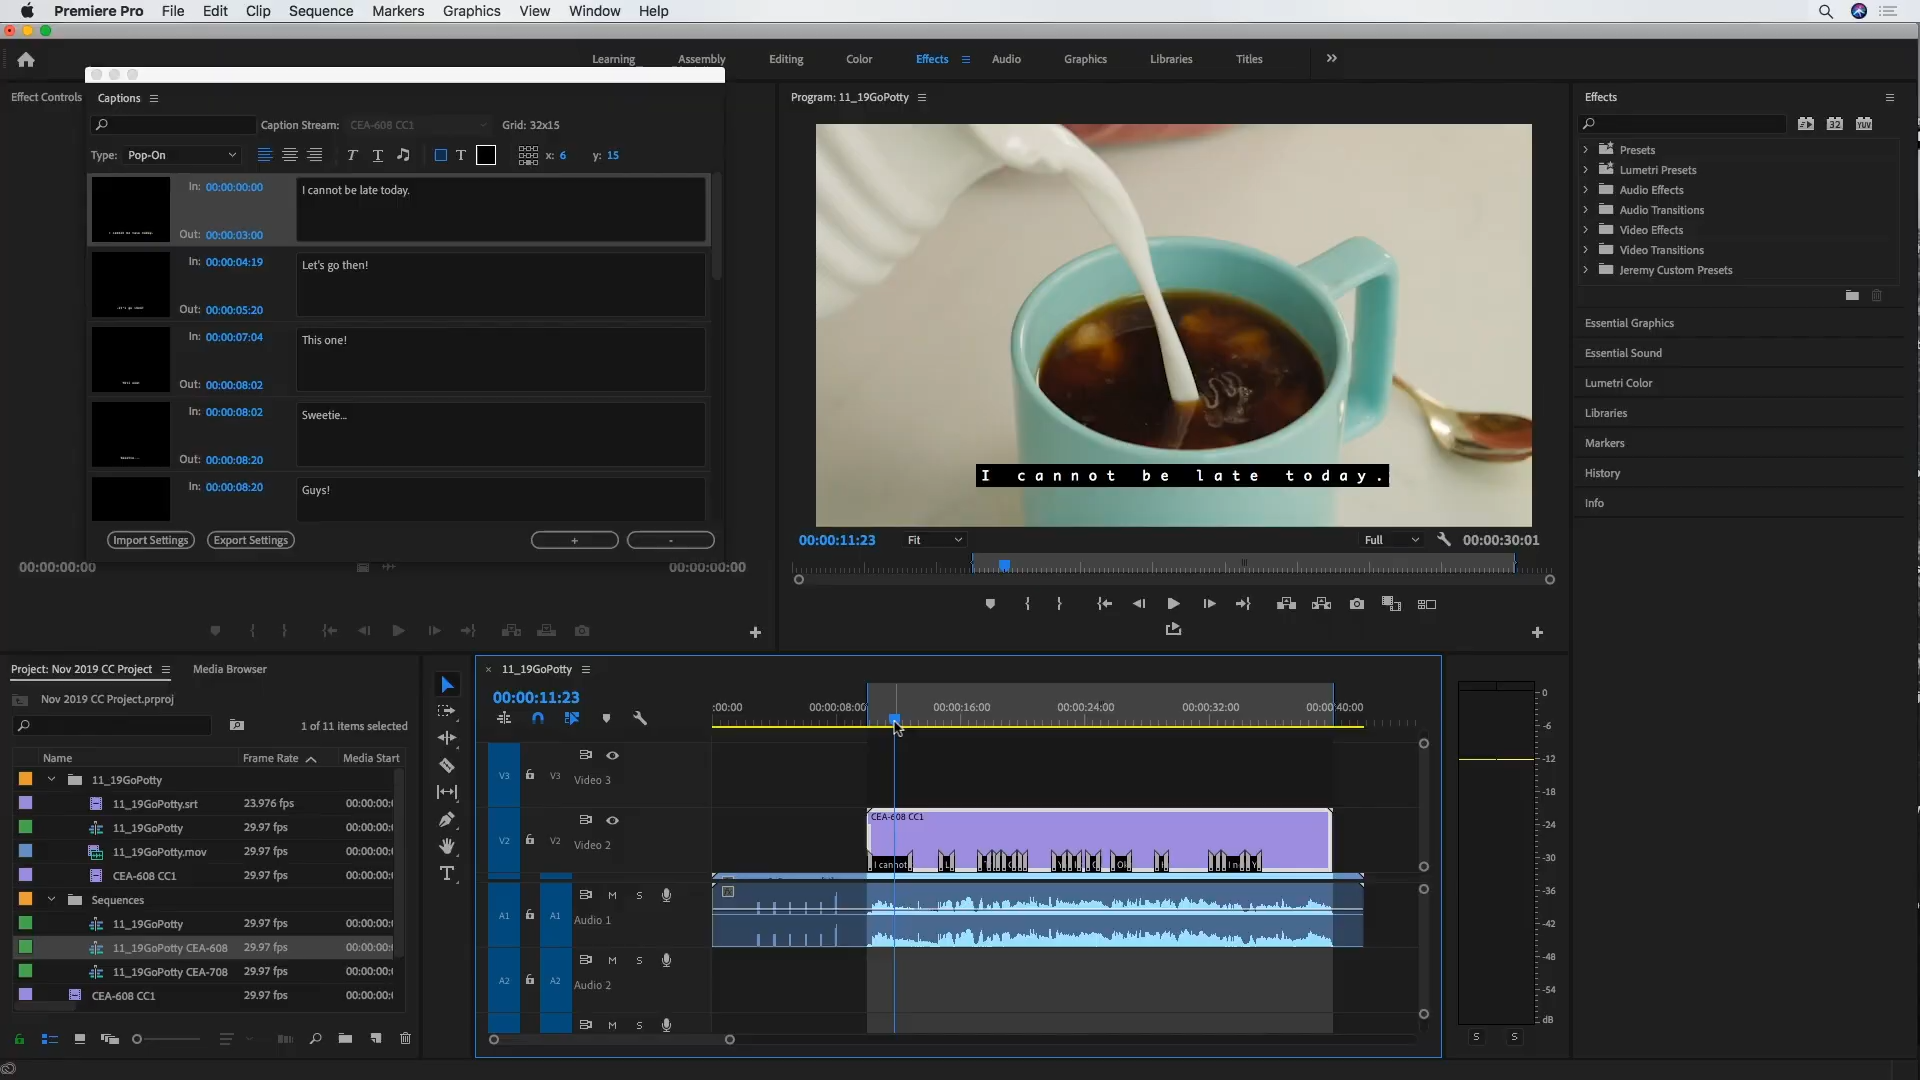 Premiere Pro File Edit Clip Sequence Markers Graphics View Window Help
Learning Assembly Editing Color Effects Audio Graphics Libraries Titles
Effect Controls
Captions
Caption Stream: CEA-608 CC1 Grid: 32x15
Type: Pop-On T T T x: 6 y: 15
In: 00:00:00:00 I cannot be late today.
Out: 00:00:03:00
In: 00:00:04:19 Let's go then!
Out: 00:00:05:20
In: 00:00:07:04 This one!
Out: 00:00:08:02
In: 00:00:08:02 Sweetie...
Out: 00:00:08:20
In: 00:00:08:20 Guys!
Import Settings Export Settings + -
00:00:00:00 00:00:00:00
Program: 11_19GoPotty
I cannot be late today.
00:00:11:23 Fit Full 00:00:30:01
Effects
32 YUV
Presets
Lumetri Presets
Audio Effects
Audio Transitions
Video Effects
Video Transitions
Jeremy Custom Presets
Essential Graphics
Essential Sound
Lumetri Color
Libraries
Markers
History
Info
Project: Nov 2019 CC Project Media Browser
Nov 2019 CC Project.prproj
1 of 11 items selected
Name Frame Rate Media Start
11_19GoPotty
11_19GoPotty.srt 23.976 fps 00:00:00:
11_19GoPotty 29.97 fps 00:00:00:
11_19GoPotty.mov 29.97 fps 00:00:00:
CEA-608 CC1 29.97 fps 00:00:00:
Sequences
11_19GoPotty 29.97 fps 00:00:00:
11_19GoPotty CEA-608 29.97 fps 00:00:00:
11_19GoPotty CEA-708 29.97 fps 00:00:00:
CEA-608 CC1 29.97 fps 00:00:00:
T
× 11_19GoPotty
00:00:11:23
:00:00 00:00:08:00 00:00:16:00 00:00:24:00 00:00:32:00 00:00:40:00
V3 V3 Video 3
CEA-608 CC1
V2 V2 Video 2
I cannot
A1 A1 M S Audio 1
A2 A2 M S Audio 2
M S
0
-6
-12
-18
-24
-30
-36
-42
-48
-54
dB
S S